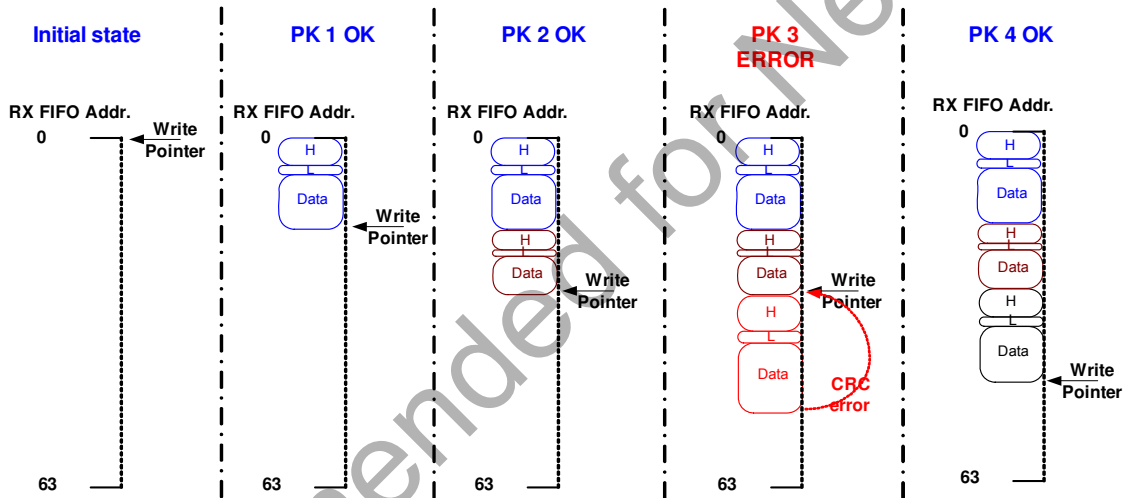 Initial state
RX FIFO Addr.
0
Write
Pointer
63
PK 1 OK
RX FIFO Addr.
0
H
L
Data
Write
Pointer
63
PK 2 OK
RX FIFO Addr.
0
H
L
Data
H
L
Data
Write
Pointer
63
PK 3
ERROR
RX FIFO Addr.
0
H
L
Data
H
L
Data
Write
Pointer
H
L
Data
CRC
error
63
PK 4 OK
RX FIFO Addr.
0
H
L
Data
H
L
Data
H
L
Data
Write
Pointer
63
ended for Ne